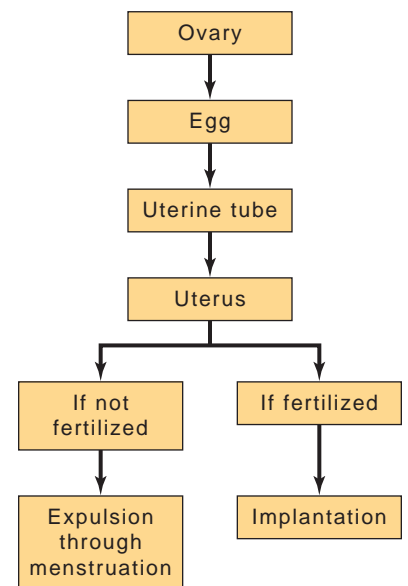 Ovary
Egg
Uterine tube
Uterus
If not
fertilized
If fertilized
Expulsion
through
menstruation
Implantation